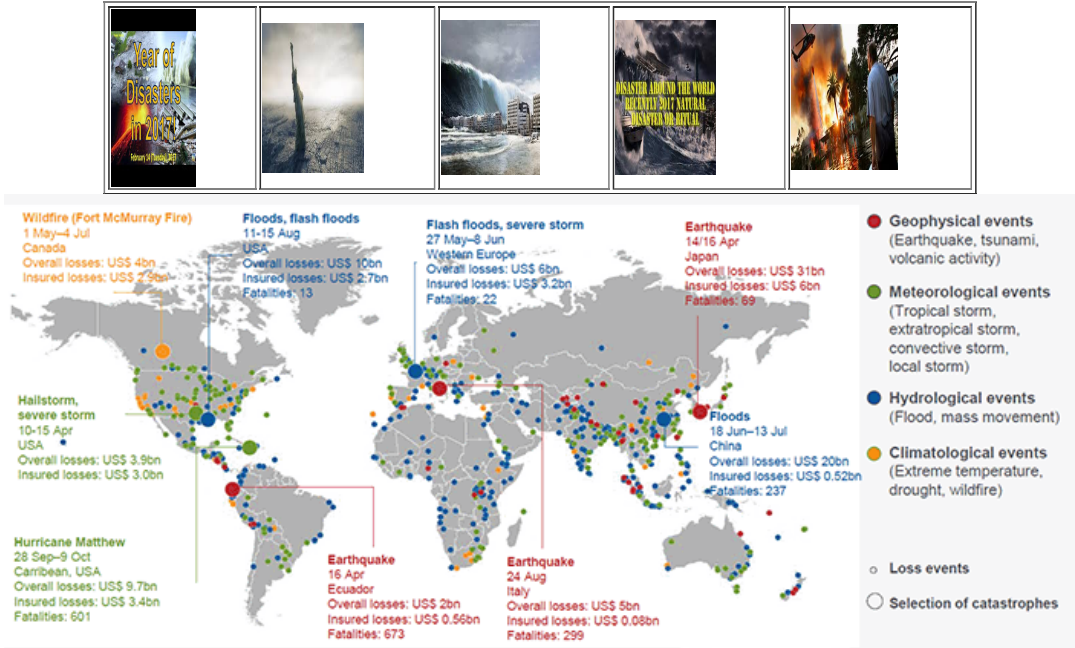 Year of
Disasters
in 2017!
DISASTER AROUND THE WORLD
RECENTLY 2017 NATURAL
DISASTER OR RITUAL
Wildfire (Fort McMurray Fire)
1 May–4 Jul
Canada
Overall losses: US$ 4bn
Insured losses: US$ 2.9bn
Floods, flash floods
11-15 Aug
USA
Overall losses: US$ 10bn
Insured losses: US$ 2.7bn
Fatalities: 13
Flash floods, severe storm
27 May–8 Jun
Western Europe
Overall losses: US$ 6bn
Insured losses: US$ 3.2bn
Fatalities: 22
Earthquake
14/16 Apr
Japan
Overall losses: US$ 31bn
Insured losses: US$ 6bn
Fatalities: 69
Hailstorm,
severe storm
10-15 Apr
USA
Overall losses: US$ 3.9bn
Insured losses: US$ 3.0bn
Floods
18 Jun–13 Jul
China
Overall losses: US$ 20bn
Insured losses: US$ 0.52bn
Fatalities: 237
Hurricane Matthew
28 Sep–9 Oct
Carribean, USA
Overall losses: US$ 9.7bn
Insured losses: US$ 3.4bn
Fatalities: 601
Earthquake
16 Apr
Ecuador
Overall losses: US$ 2bn
Insured losses: US$ 0.56bn
Fatalities: 673
Earthquake
24 Aug
Italy
Overall losses: US$ 5bn
Insured losses: US$ 0.08bn
Fatalities: 299
Geophysical events
(Earthquake, tsunami,
volcanic activity)
Meteorological events
(Tropical storm,
extratropical storm,
convective storm,
local storm)
Hydrological events
(Flood, mass movement)
Climatological events
(Extreme temperature,
drought, wildfire)
Loss events
Selection of catastrophes